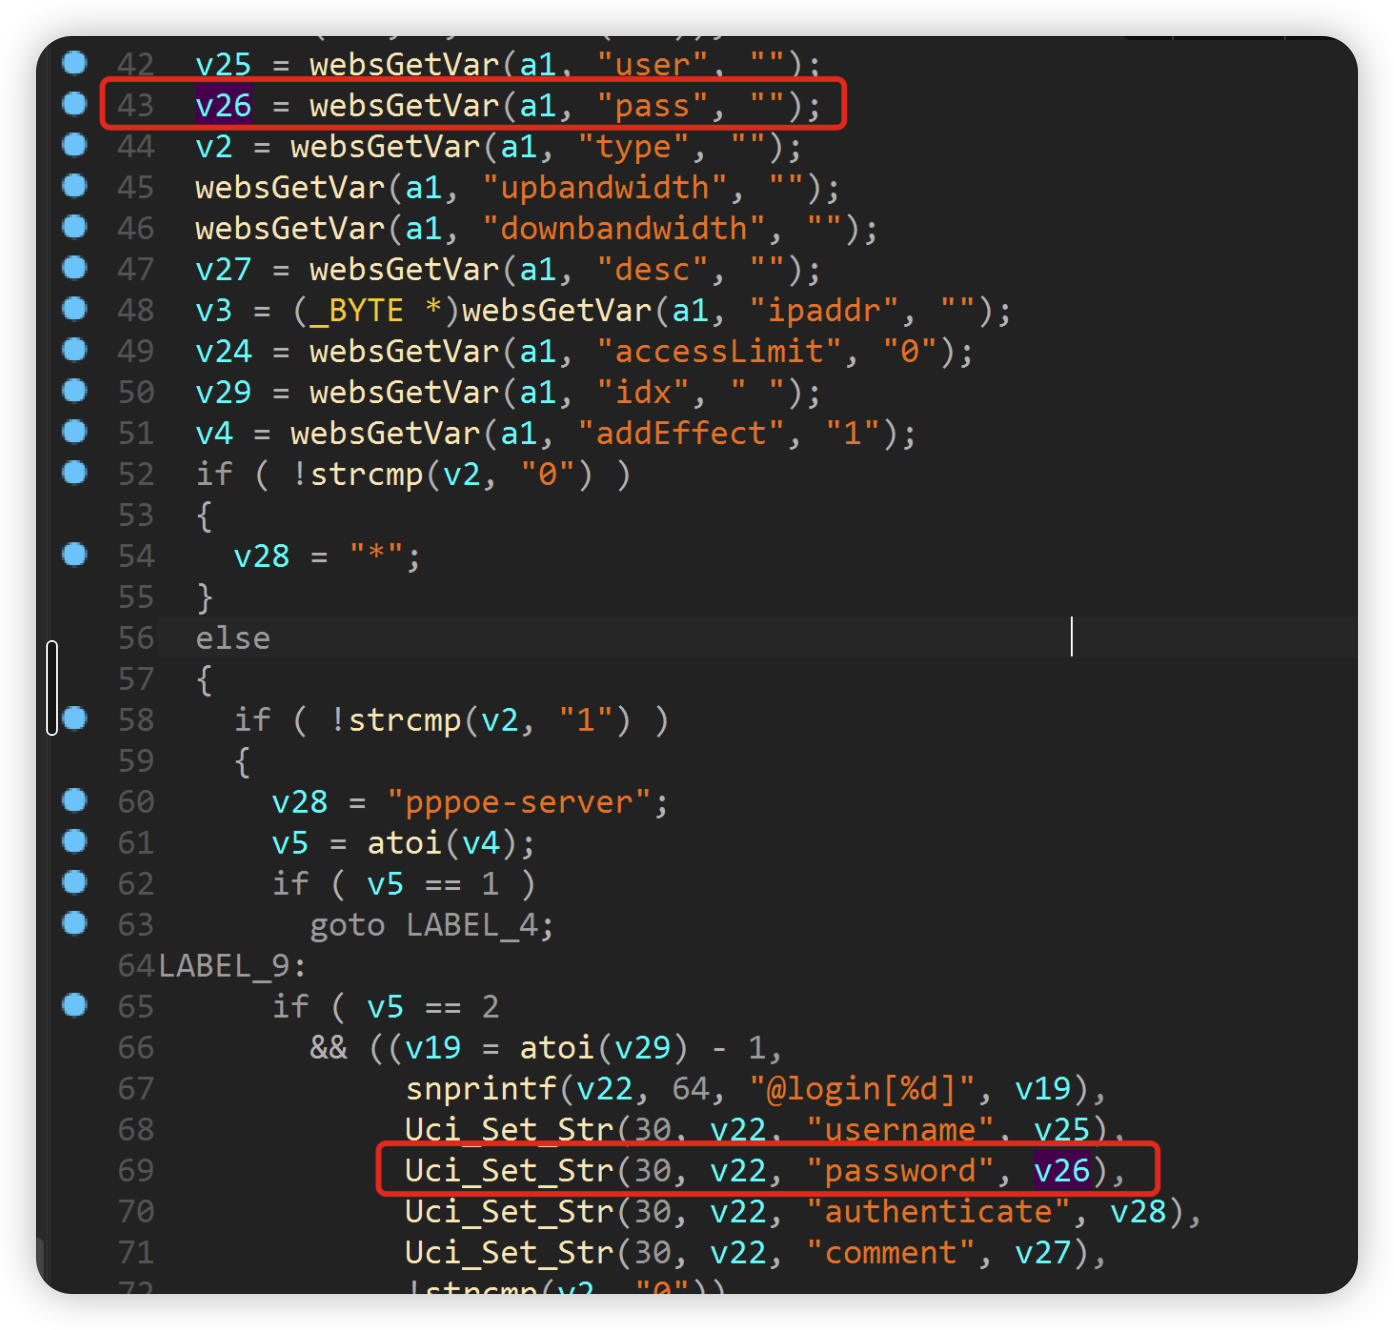 42 v25 = websGetVar(a1, "user", "");
43 v26 = websGetVar(a1, "pass", "");
44 v2 = websGetVar(a1, "type", "");
45 websGetVar(a1, "upbandwidth", "");
46 websGetVar(a1, "downbandwidth", "");
47 v27 = websGetVar(a1, "desc", "");
48 v3 = (_BYTE *)websGetVar(a1, "ipaddr", "");
49 v24 = websGetVar(a1, "accessLimit", "0");
50 v29 = websGetVar(a1, "idx", " ");
51 v4 = websGetVar(a1, "addEffect", "1");
52 if ( !strcmp(v2, "0") )
53 {
54 v28 = "*";
55 }
56 else
57 {
58 if ( !strcmp(v2, "1") )
59 {
60 v28 = "pppoe-server";
61 v5 = atoi(v4);
62 if ( v5 == 1 )
63 goto LABEL_4;
64 LABEL_9:
65 if ( v5 == 2
66 && ((v19 = atoi(v29) - 1,
67 snprintf(v22, 64, "@login[%d]", v19),
68 Uci_Set_Str(30, v22, "username", v25),
69 Uci_Set_Str(30, v22, "password", v26),
70 Uci_Set_Str(30, v22, "authenticate", v28),
71 Uci_Set_Str(30, v22, "comment", v27),
72 !strcmp(v2, "0"))